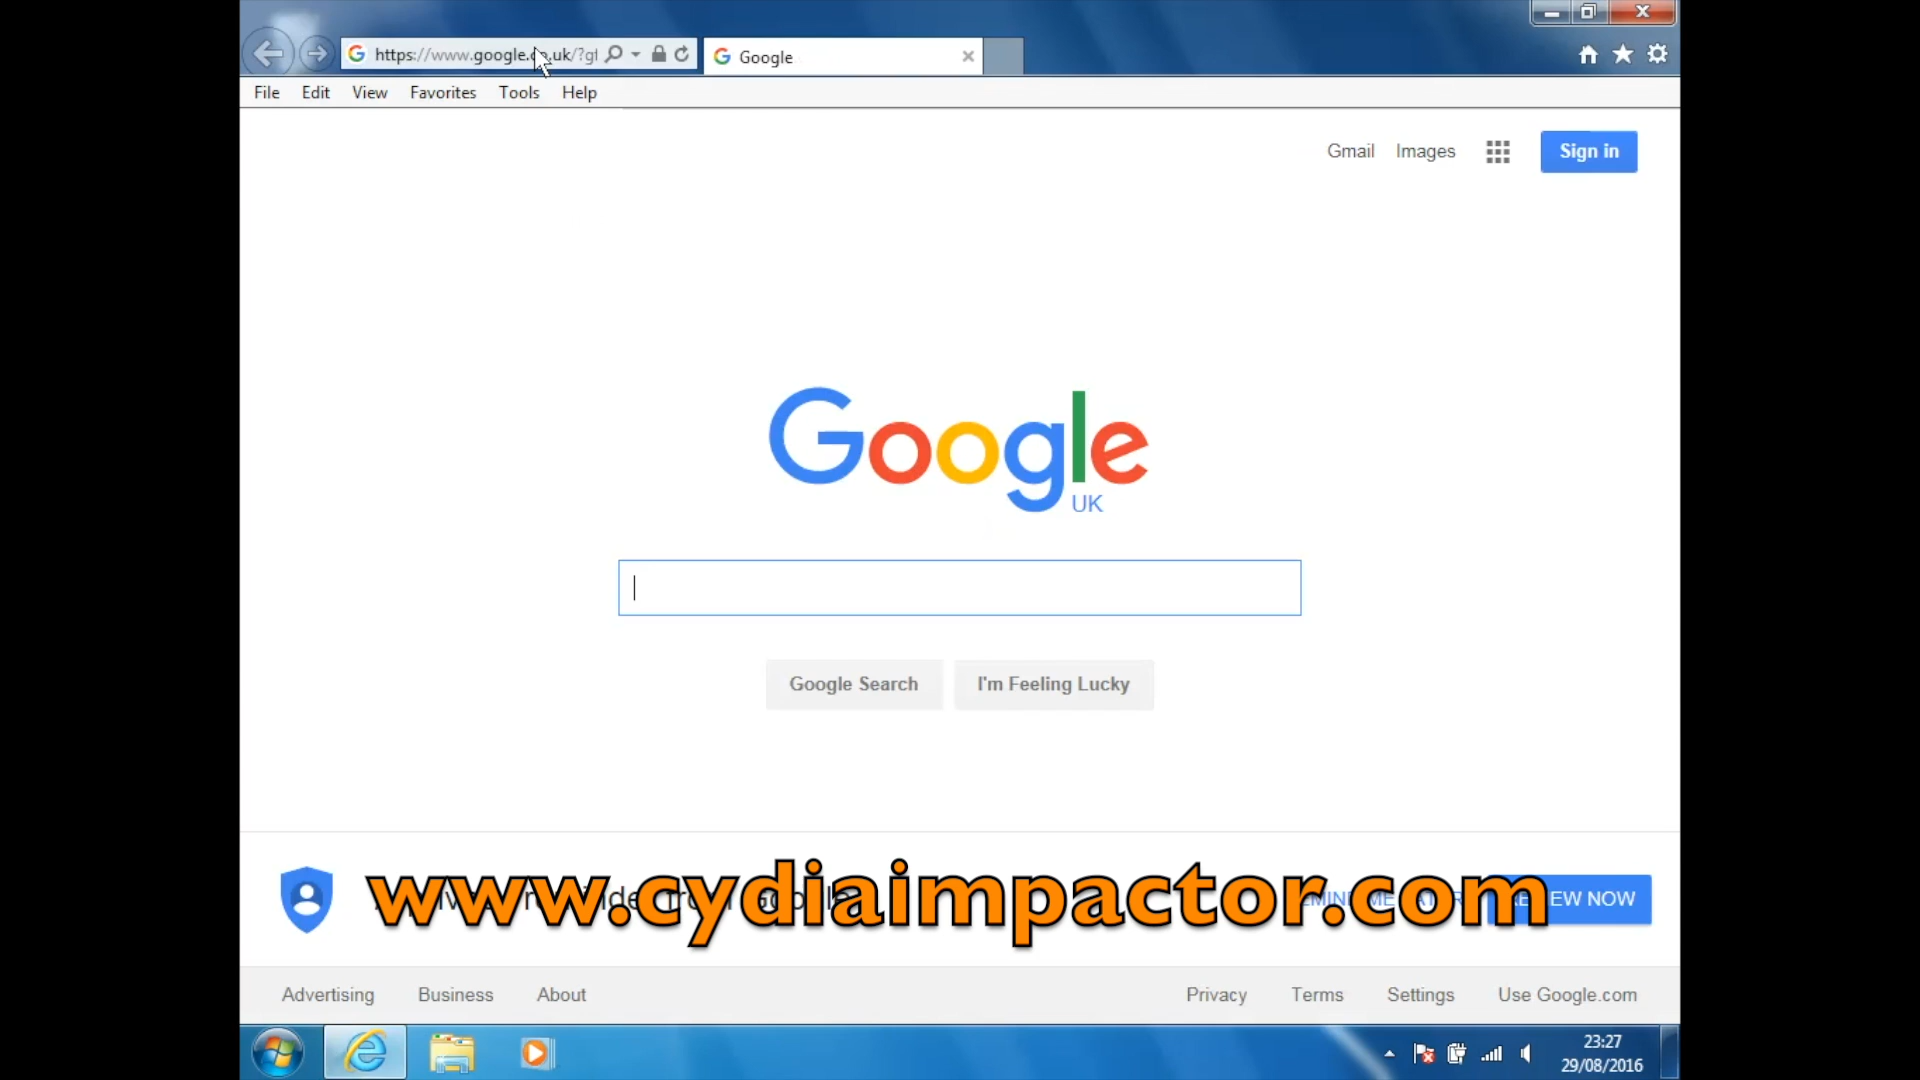 https://www.google.co.uk/?gf
Google
File Edit View Favorites Tools Help
Gmail Images Sign in
Google
UK
Google Search I'm Feeling Lucky
www.cydiaimpactor.com
EW NOW
Advertising Business About Privacy Terms Settings Use Google.com
23:27
29/08/2016